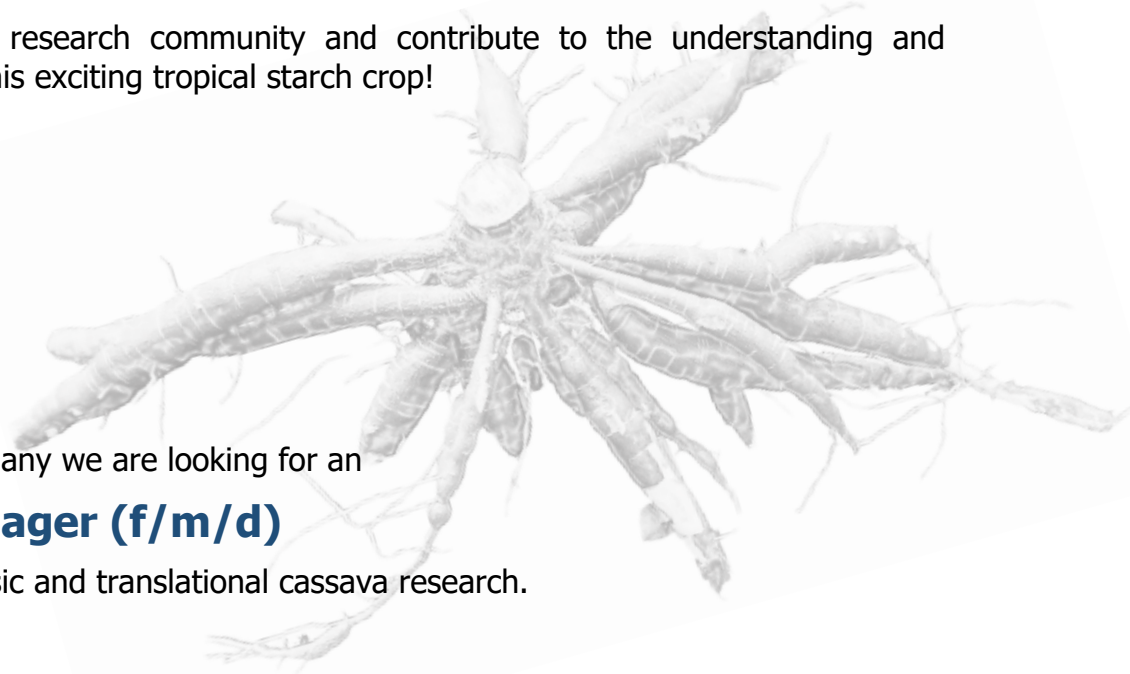 research community and contribute to the understanding and
his exciting tropical starch crop!
any we are looking for an
ager (f/m/d)
sic and translational cassava research.